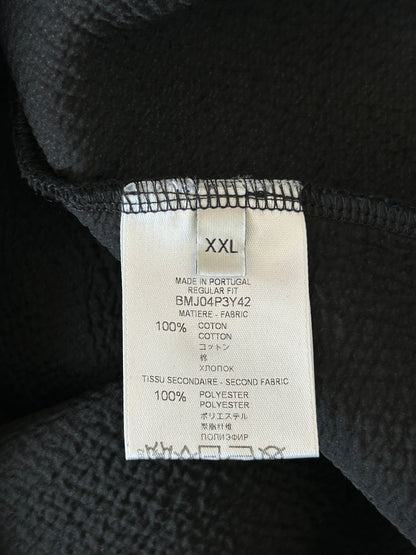 XXL
MADE IN PORTUGAL
REGULAR FIT
BMJ04P3Y42
MATIERE - FABRIC
100% COTON
COTTON
コットン
棉
ХЛОПОК
TISSU SECONDAIRE - SECOND FABRIC
100% POLYESTER
POLYESTER
ポリエステル
聚脂纤维
ПОЛИЭФИР